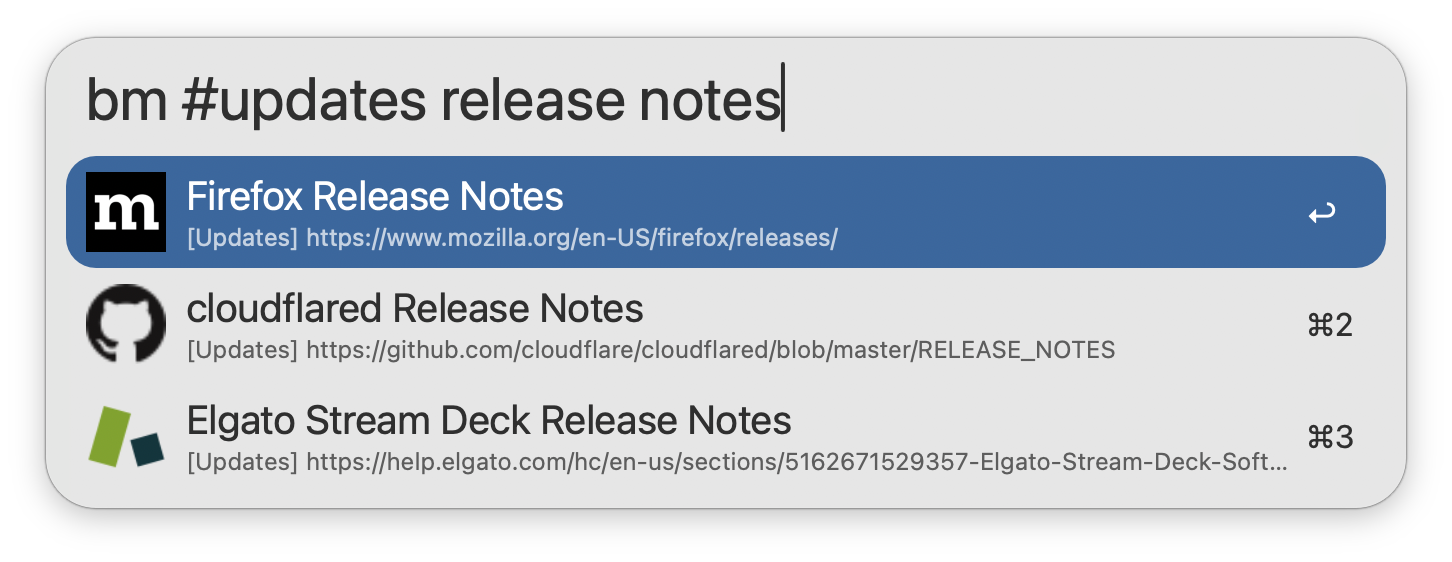 bm #updates release notes
m
Firefox Release Notes
[Updates] https://www.mozilla.org/en-US/firefox/releases/
↩
cloudflared Release Notes
[Updates] https://github.com/cloudflare/cloudflared/blob/master/RELEASE_NOTES
⌘2
Elgato Stream Deck Release Notes
[Updates] https://help.elgato.com/hc/en-us/sections/5162671529357-Elgato-Stream-Deck-Soft...
⌘3